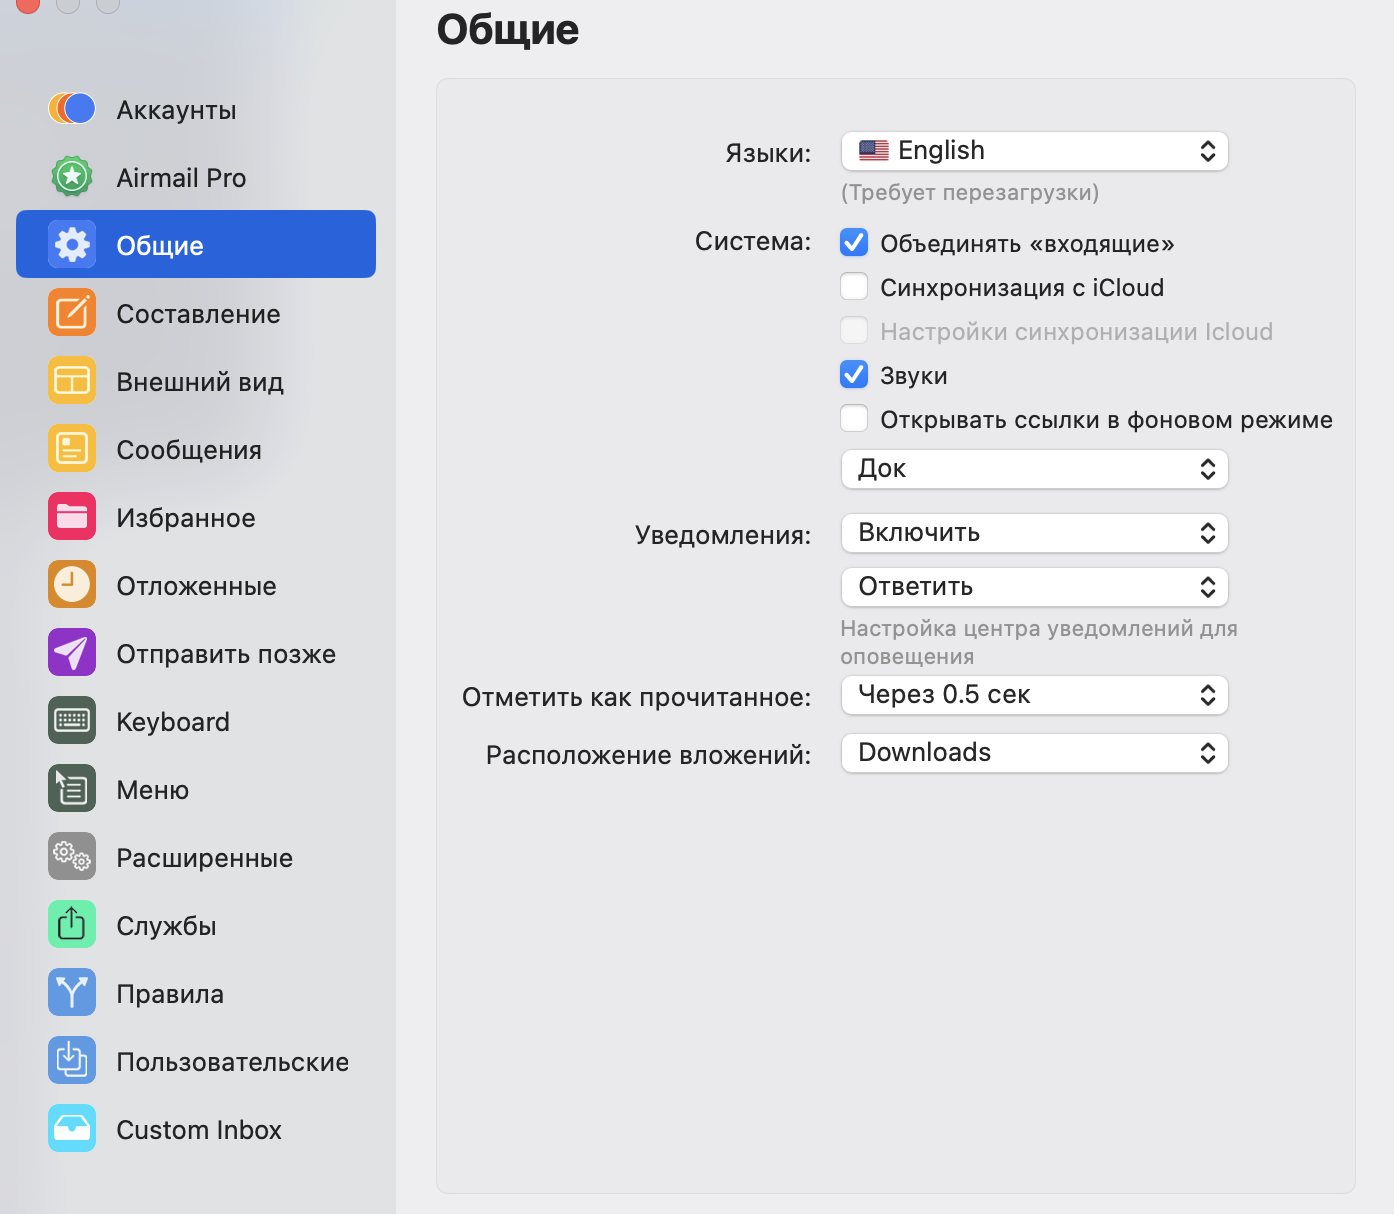 Общие
Аккаунты
Airmail Pro
Общие
Составление
Внешний вид
Сообщения
Избранное
Отложенные
Отправить позже
Keyboard
Меню
Расширенные
Службы
Правила
Пользовательские
Custom Inbox
Языки: English
(Требует перезагрузки)
Система: Объединять «входящие»
Синхронизация с iCloud
Настройки синхронизации Icloud
Звуки
Открывать ссылки в фоновом режиме
Док
Уведомления: Включить
Ответить
Настройка центра уведомлений для
оповещения
Отметить как прочитанное: Через 0.5 сек
Расположение вложений: Downloads